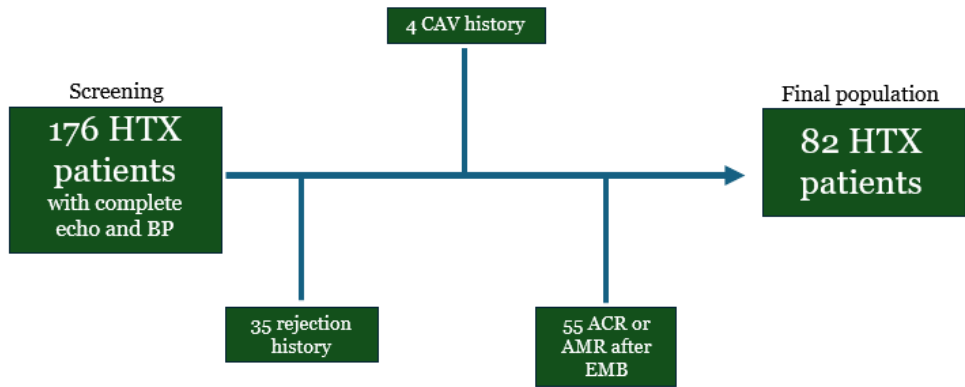 4 CAV history
Screening
176 HTX
patients
with complete
echo and BP
Final population
82 HTX
patients
35 rejection
history
55 ACR or
AMR after
EMB